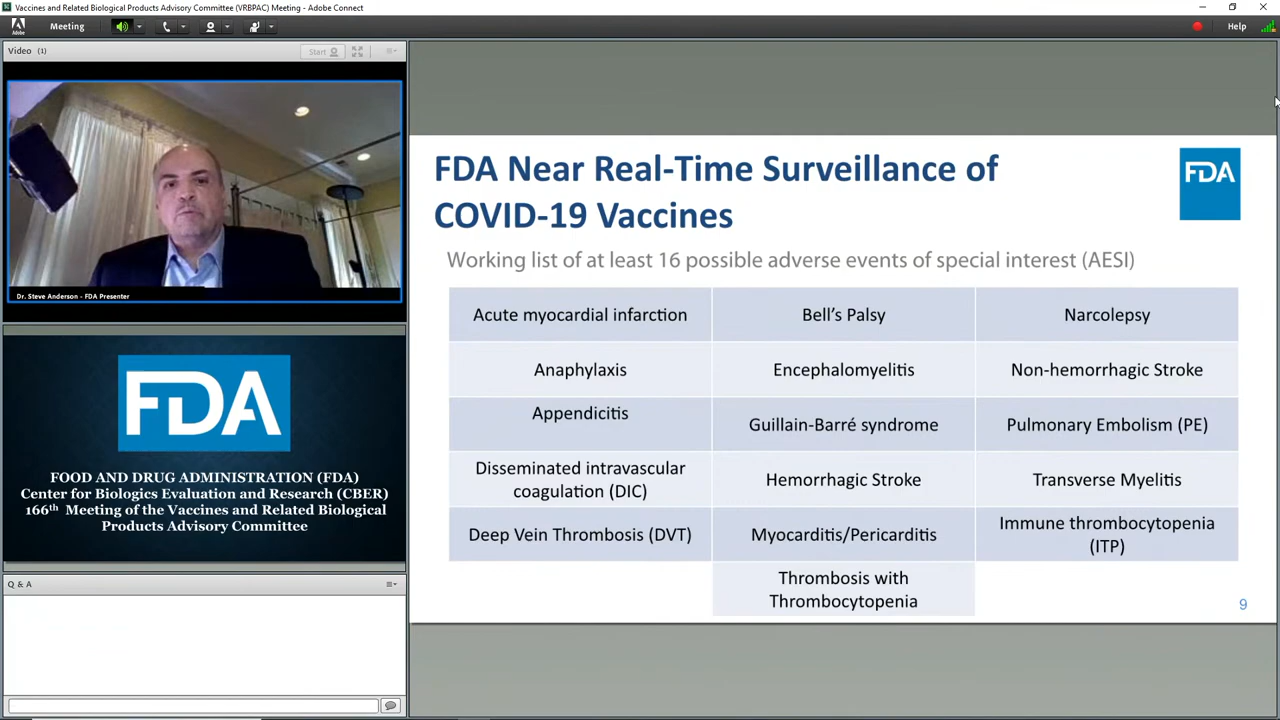 Vaccines and Related Biological Products Advisory Committee (VRBPAC) Meeting - Adobe Connect
Meeting
Help
Video (1)
Start
Dr. Steve Anderson - FDA Presenter
FDA
FOOD AND DRUG ADMINISTRATION (FDA)
Center for Biologics Evaluation and Research (CBER)
166th Meeting of the Vaccines and Related Biological
Products Advisory Committee
Q & A
FDA Near Real-Time Surveillance of
COVID-19 Vaccines
FDA
Working list of at least 16 possible adverse events of special interest (AESI)
Acute myocardial infarction
Bell's Palsy
Narcolepsy
Anaphylaxis
Encephalomyelitis
Non-hemorrhagic Stroke
Appendicitis
Guillain-Barré syndrome
Pulmonary Embolism (PE)
Disseminated intravascular
coagulation (DIC)
Hemorrhagic Stroke
Transverse Myelitis
Deep Vein Thrombosis (DVT)
Myocarditis/Pericarditis
Immune thrombocytopenia
(ITP)
Thrombosis with
Thrombocytopenia
9